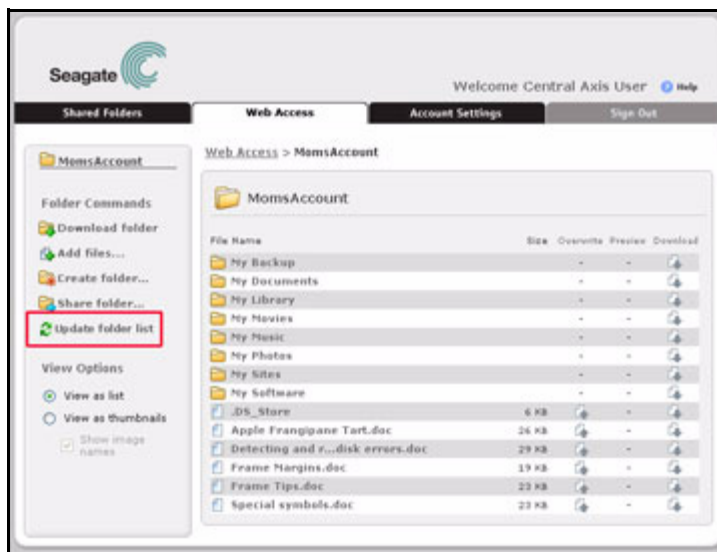 Seagate
Welcome Central Axis User Help
Shared Folders Web Access Account Settings Sign Out
MomsAccount
Folder Commands
Download folder
Add files...
Create folder...
Share folder...
Update folder list
View Options
View as list
View as thumbnails
Show image
names
Web Access > MomsAccount
MomsAccount
File Name Size Overwrite Preview Download
My Backup - -
My Documents - -
My Library - -
My Movies - -
My Music - -
My Photos - -
My Sites - -
My Software - -
.DS_Store 6 KB -
Apple Frangipane Tart.doc 26 KB -
Detecting and r...disk errors.doc 29 KB -
Frame Margins.doc 19 KB -
Frame Tips.doc 23 KB -
Special symbols.doc 23 KB -